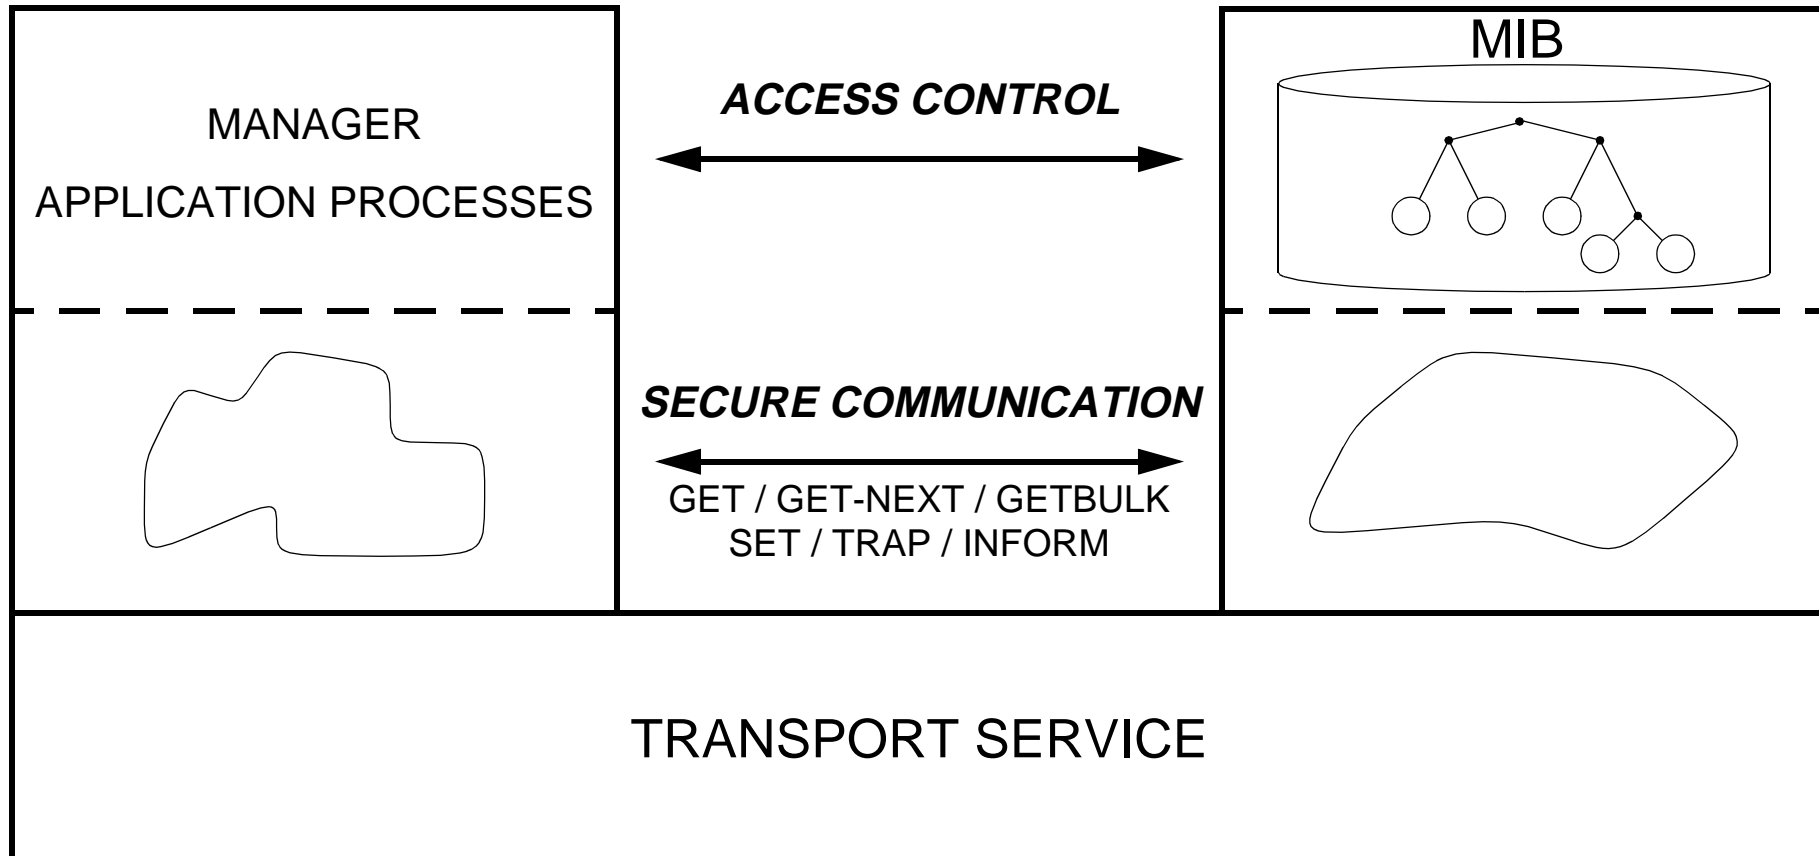 MIB
ACCESS CONTROL
MANAGER
APPLICATION PROCESSES
SECURE COMMUNICATION
GET / GET-NEXT / GETBULK
SET / TRAP / INFORM
TRANSPORT SERVICE